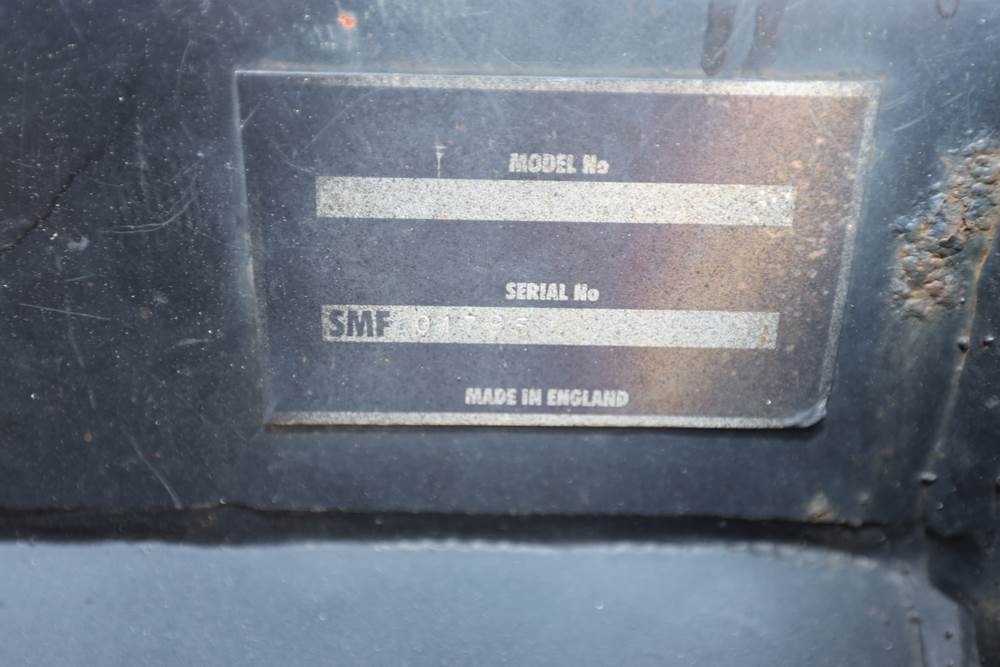 MODEL No
SERIAL No
SMF
MADE IN ENGLAND